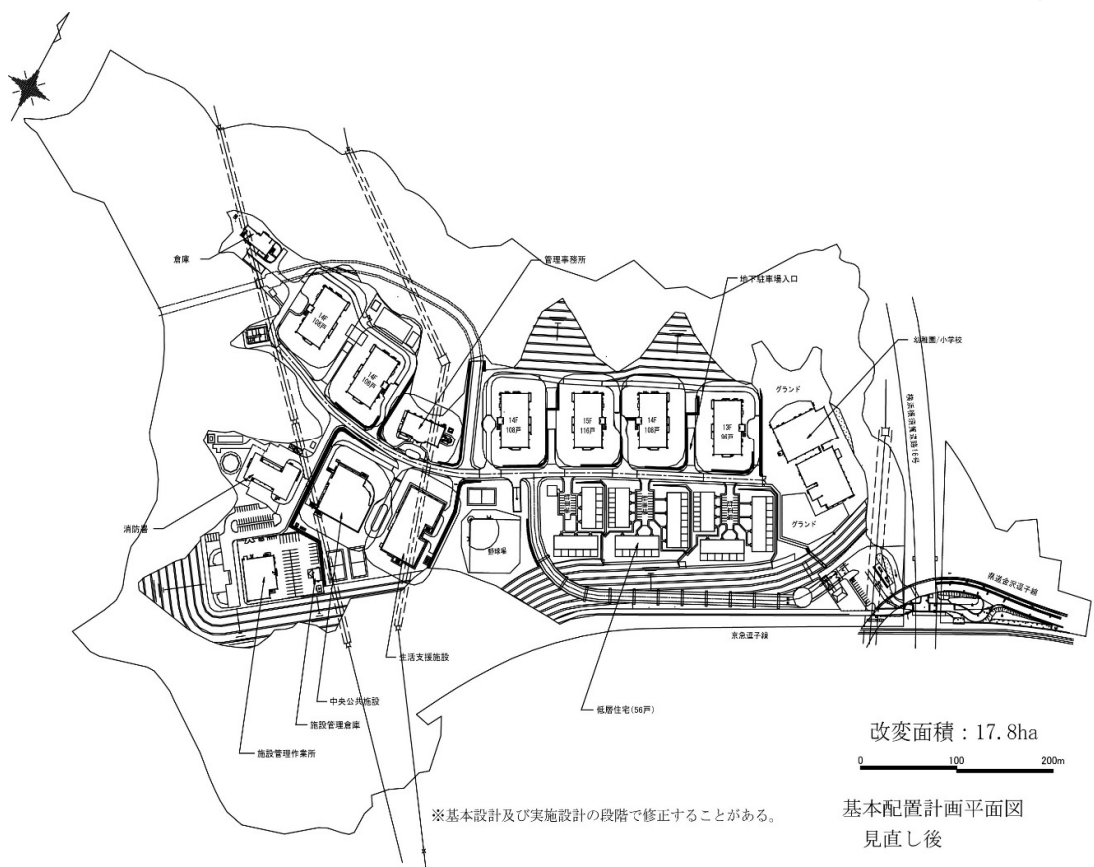 倉庫
管理事務所
地下駐車場入口
幼稚園/小学校
グランド
横浜横須賀道路16号
14F
108戸
14F
108戸
14F
108戸
15F
116戸
14F
108戸
13F
96戸
消防署
野球場
グランド
県道金沢逗子線
京急逗子線
生活支援施設
中央公共施設
低層住宅(56戸)
施設管理倉庫
施設管理作業所
改変面積：17.8ha
0 100 200m
※基本設計及び実施設計の段階で修正することがある。
基本配置計画平面図
見直し後